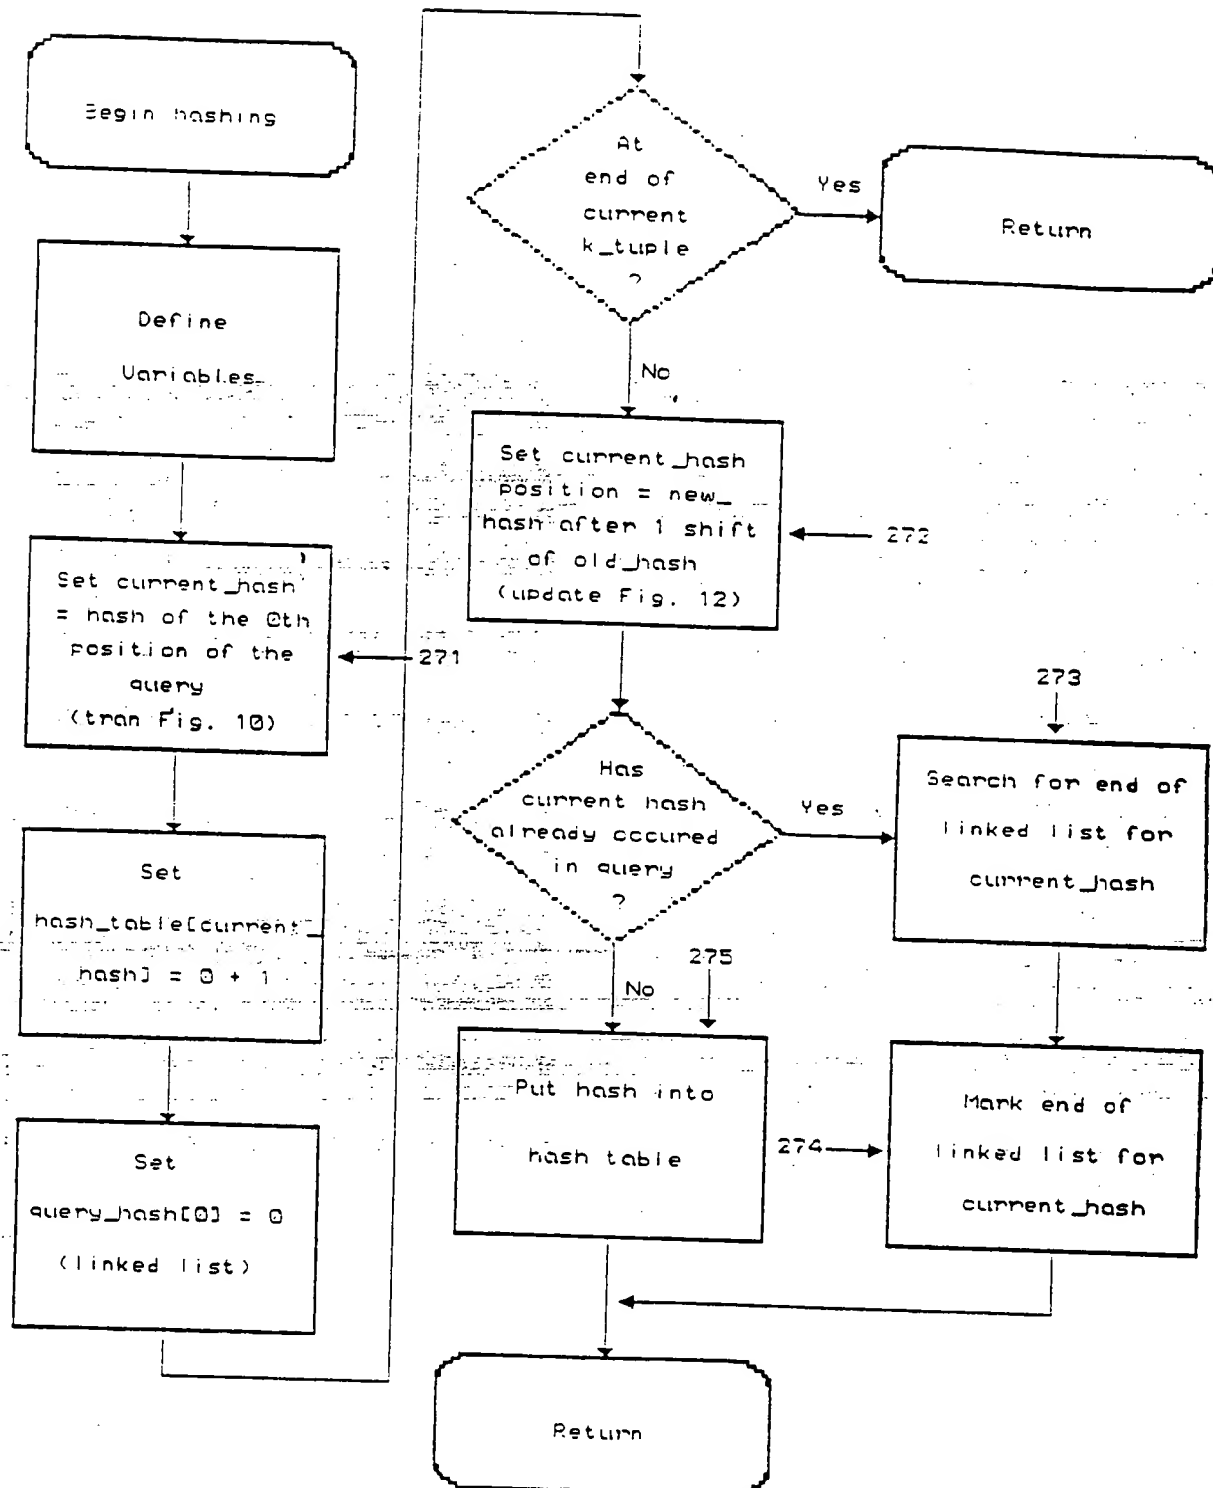 Begin hashing
Define
Variables
Set current_hash
= hash of the 0th
position of the
query
(tran Fig. 10)
271
Set
hash_table[current_
hash] = 0 + 1
Set
query_hash[0] = 0
(linked list)
At
end of
current
k_tuple
?
Yes
Return
No
Set current_hash
position = new_
hash after 1 shift
of old_hash
(update Fig. 12)
272
Has
current hash
already occured
in query
?
Yes
273
Search for end of
linked list for
current_hash
No
275
Put hash into
hash table
274
Mark end of
linked list for
current_hash
Return